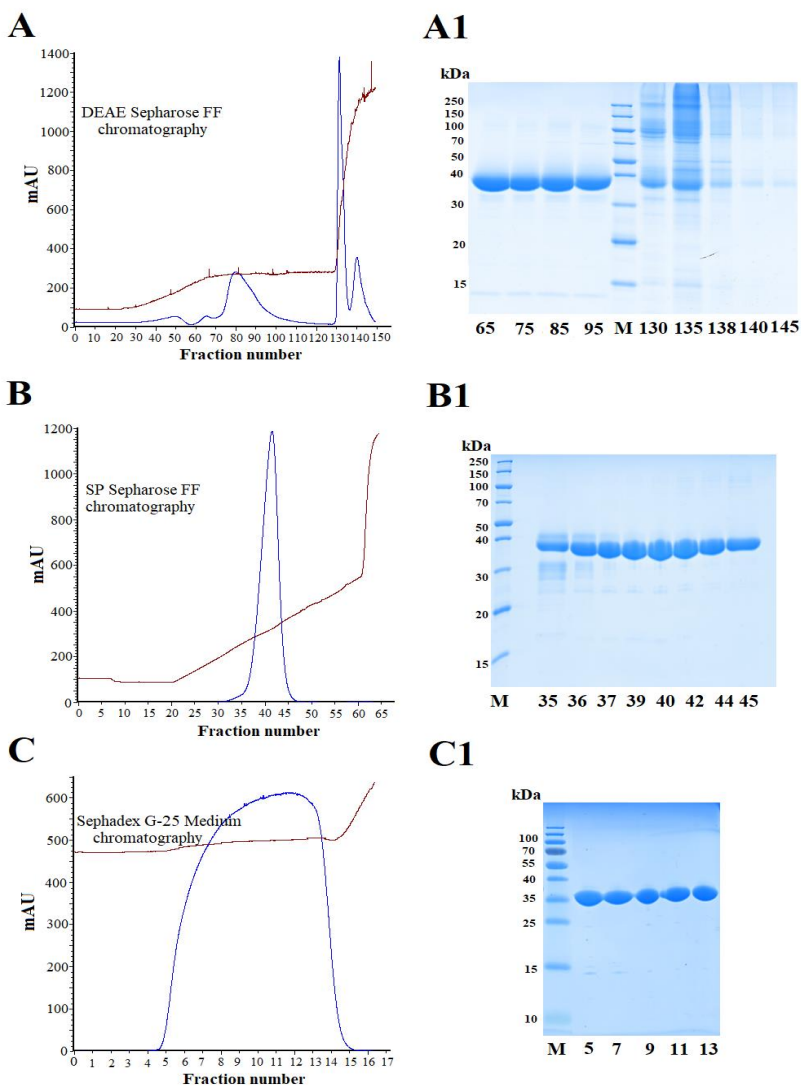 A
1400
1200
1000
800
600
400
200
0
mAU
DEAE Sepharose FF
chromatography
0 10 20 30 40 50 60 70 80 90 100 110 120 130 140 150
Fraction number
A1
kDa
250
150
100
70
50
40
30
20
15
65 75 85 95 M 130 135 138 140 145
B
1200
1000
800
600
400
200
0
mAU
SP Sepharose FF
chromatography
0 5 10 15 20 25 30 35 40 45 50 55 60 65
Fraction number
B1
kDa
250
150
100
70
50
40
30
20
15
M 35 36 37 39 40 42 44 45
C
600
500
400
300
200
100
0
mAU
Sephadex G-25 Medium
chromatography
0 1 2 3 4 5 6 7 8 9 10 11 12 13 14 15 16 17
Fraction number
C1
kDa
100
70
55
40
35
25
15
10
M 5 7 9 11 13